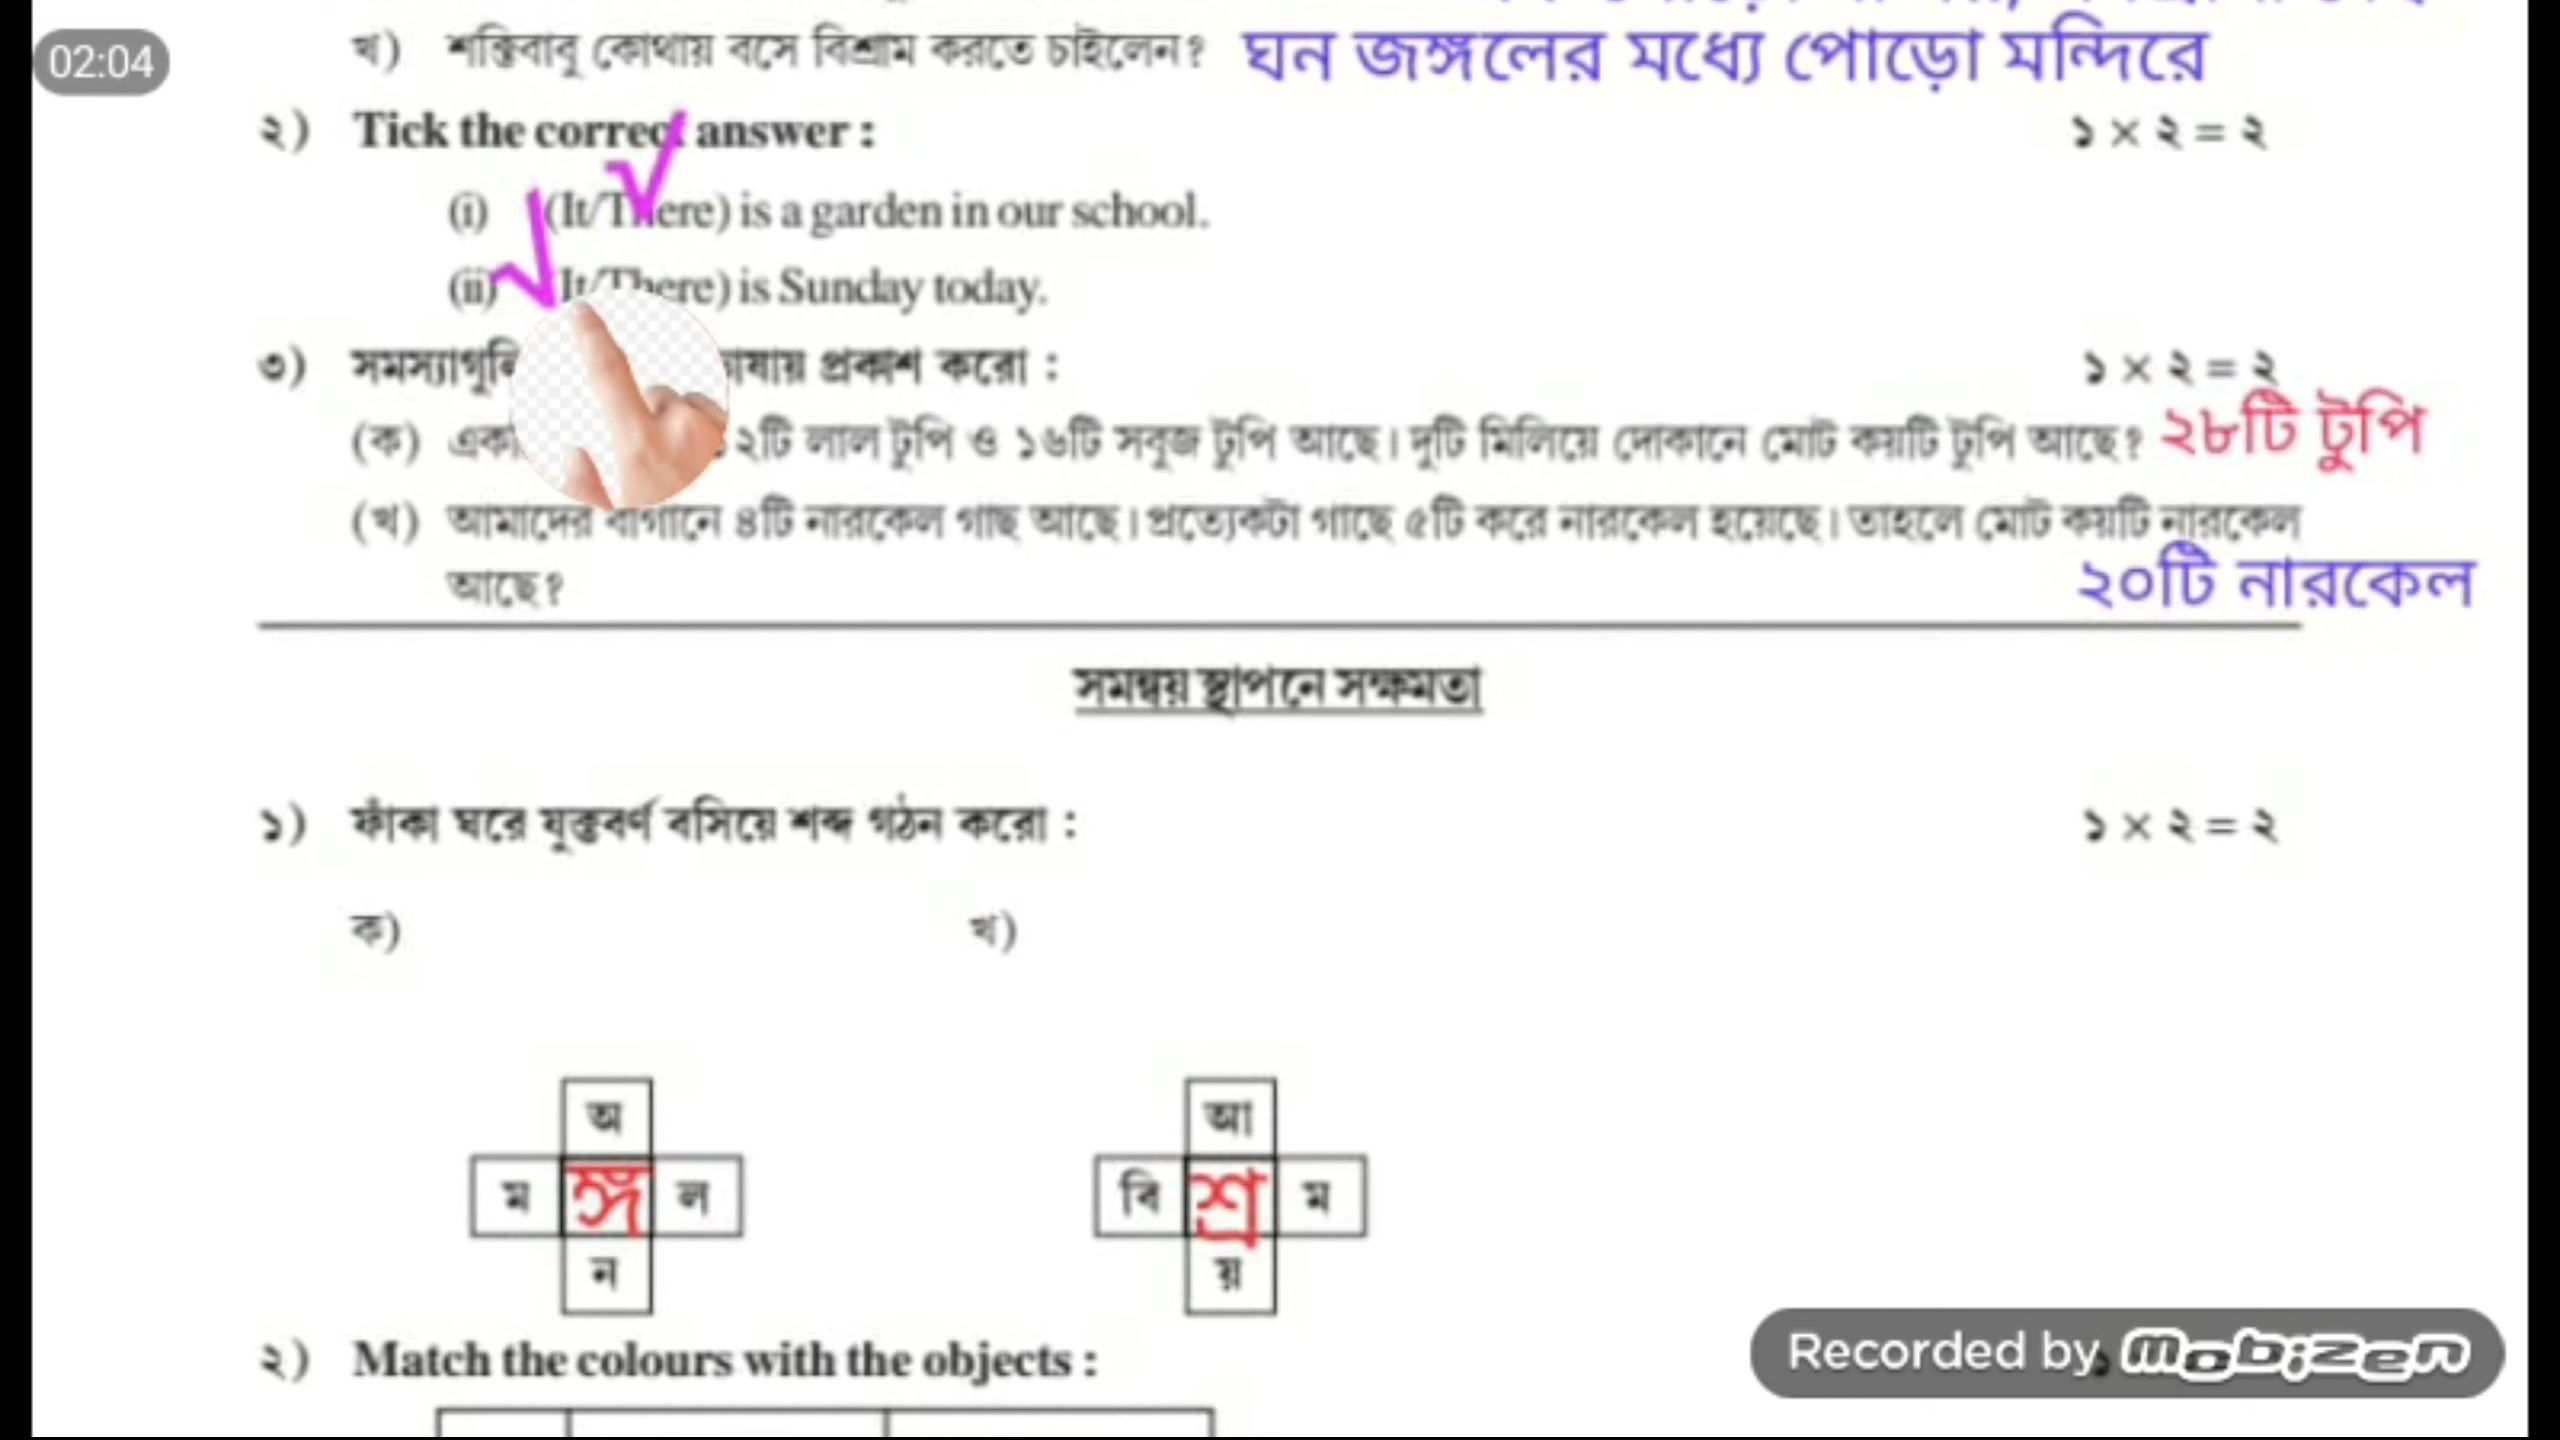 02:04
খ) শক্তিবাবু কোথায় বসে বিশ্রাম করতে চাইলেন? ঘন জঙ্গলের মধ্যে পোড়ো মন্দিরে
২) Tick the correct answer : ১ × ২ = ২
(i) (It/There) is a garden in our school.
(ii) (It/There) is Sunday today.
৩) প্রকাশ করো : ১ × ২ = ২
(ক) ২টি লাল টুপি ও ১৬টি সবুজ টুপি আছে। দুটি মিলিয়ে দোকানে মোট কয়টি টুপি আছে? ২৮টি টুপি
(খ) আমাদের বাগানে ৪টি নারকেল গাছ আছে। প্রত্যেকটা গাছে ৫টি করে নারকেল হয়েছে। তাহলে মোট কয়টি নারকেল
আছে? ২০টি নারকেল
সমন্বয় স্থাপনে সক্ষমতা
১) ফাঁকা ঘরে যুক্তবর্ণ বসিয়ে শব্দ গঠন করো : ১ × ২ = ২
ক) খ)
অ আ
ম ঙ্গ ল বি শ্র ম
ন য়
২) Match the colours with the objects :
Recorded by mobizen